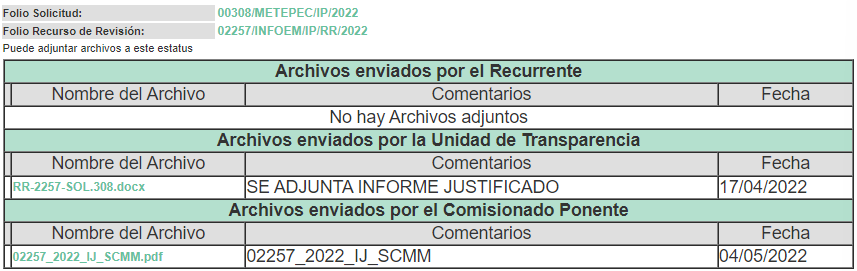 Folio Solicitud: 00308/METEPEC/IP/2022
Folio Recurso de Revisión: 02257/INFOEM/IP/RR/2022
Puede adjuntar archivos a este estatus
Archivos enviados por el Recurrente
Nombre del Archivo Comentarios Fecha
No hay Archivos adjuntos
Archivos enviados por la Unidad de Transparencia
Nombre del Archivo Comentarios Fecha
RR-2257-SOL.308.docx SE ADJUNTA INFORME JUSTIFICADO 17/04/2022
Archivos enviados por el Comisionado Ponente
Nombre del Archivo Comentarios Fecha
02257_2022_IJ_SCMM.pdf 02257_2022_IJ_SCMM 04/05/2022